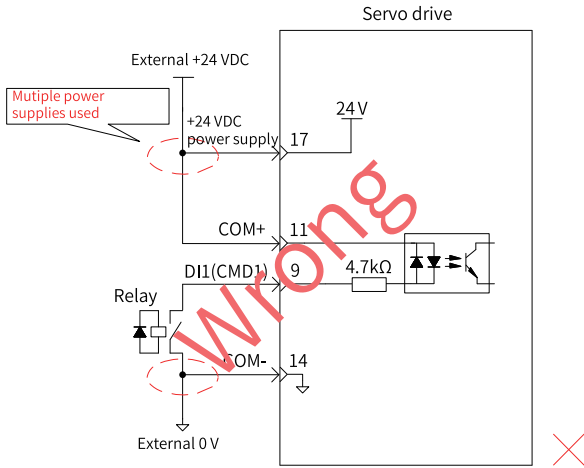 Servo drive
External +24 VDC
Mutiple power
supplies used
+24 VDC
power supply
17
24 V
COM+
11
DI1(CMD1)
9
4.7kΩ
Relay
COM-
14
External 0 V
Wrong